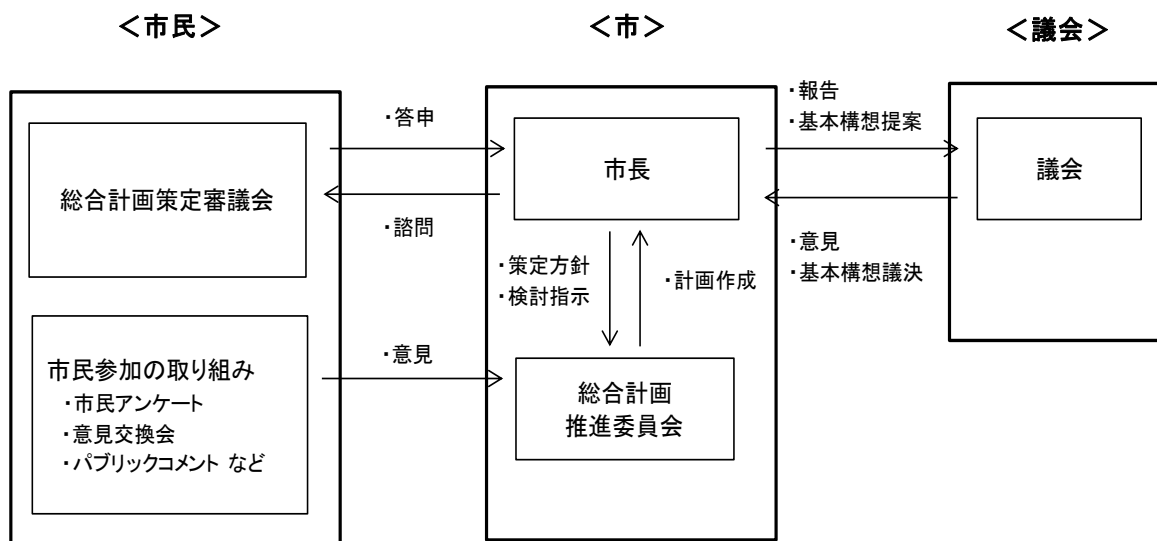 <市民>
<市>
<議会>
・答申
総合計画策定審議会
・諮問
市長
・報告
・基本構想提案
議会
・意見
・基本構想議決
・策定方針
・検討指示
・計画作成
市民参加の取り組み
・市民アンケート
・意見交換会
・パブリックコメント など
・意見
総合計画
推進委員会